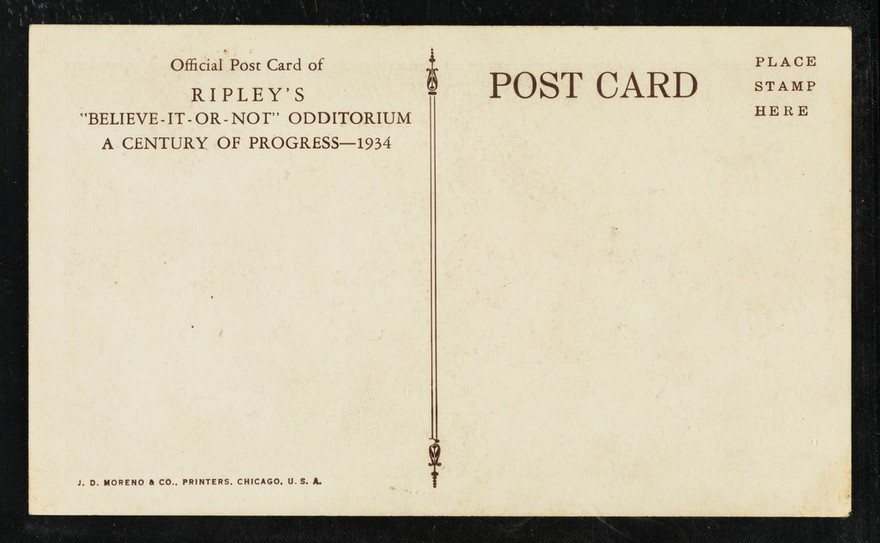 Official Post Card of
RIPLEY'S
"BELIEVE-IT-OR-NOT" ODDITORIUM
A CENTURY OF PROGRESS—1934
J. D. MORENO & CO., PRINTERS, CHICAGO, U. S. A.
POST CARD
PLACE
STAMP
HERE